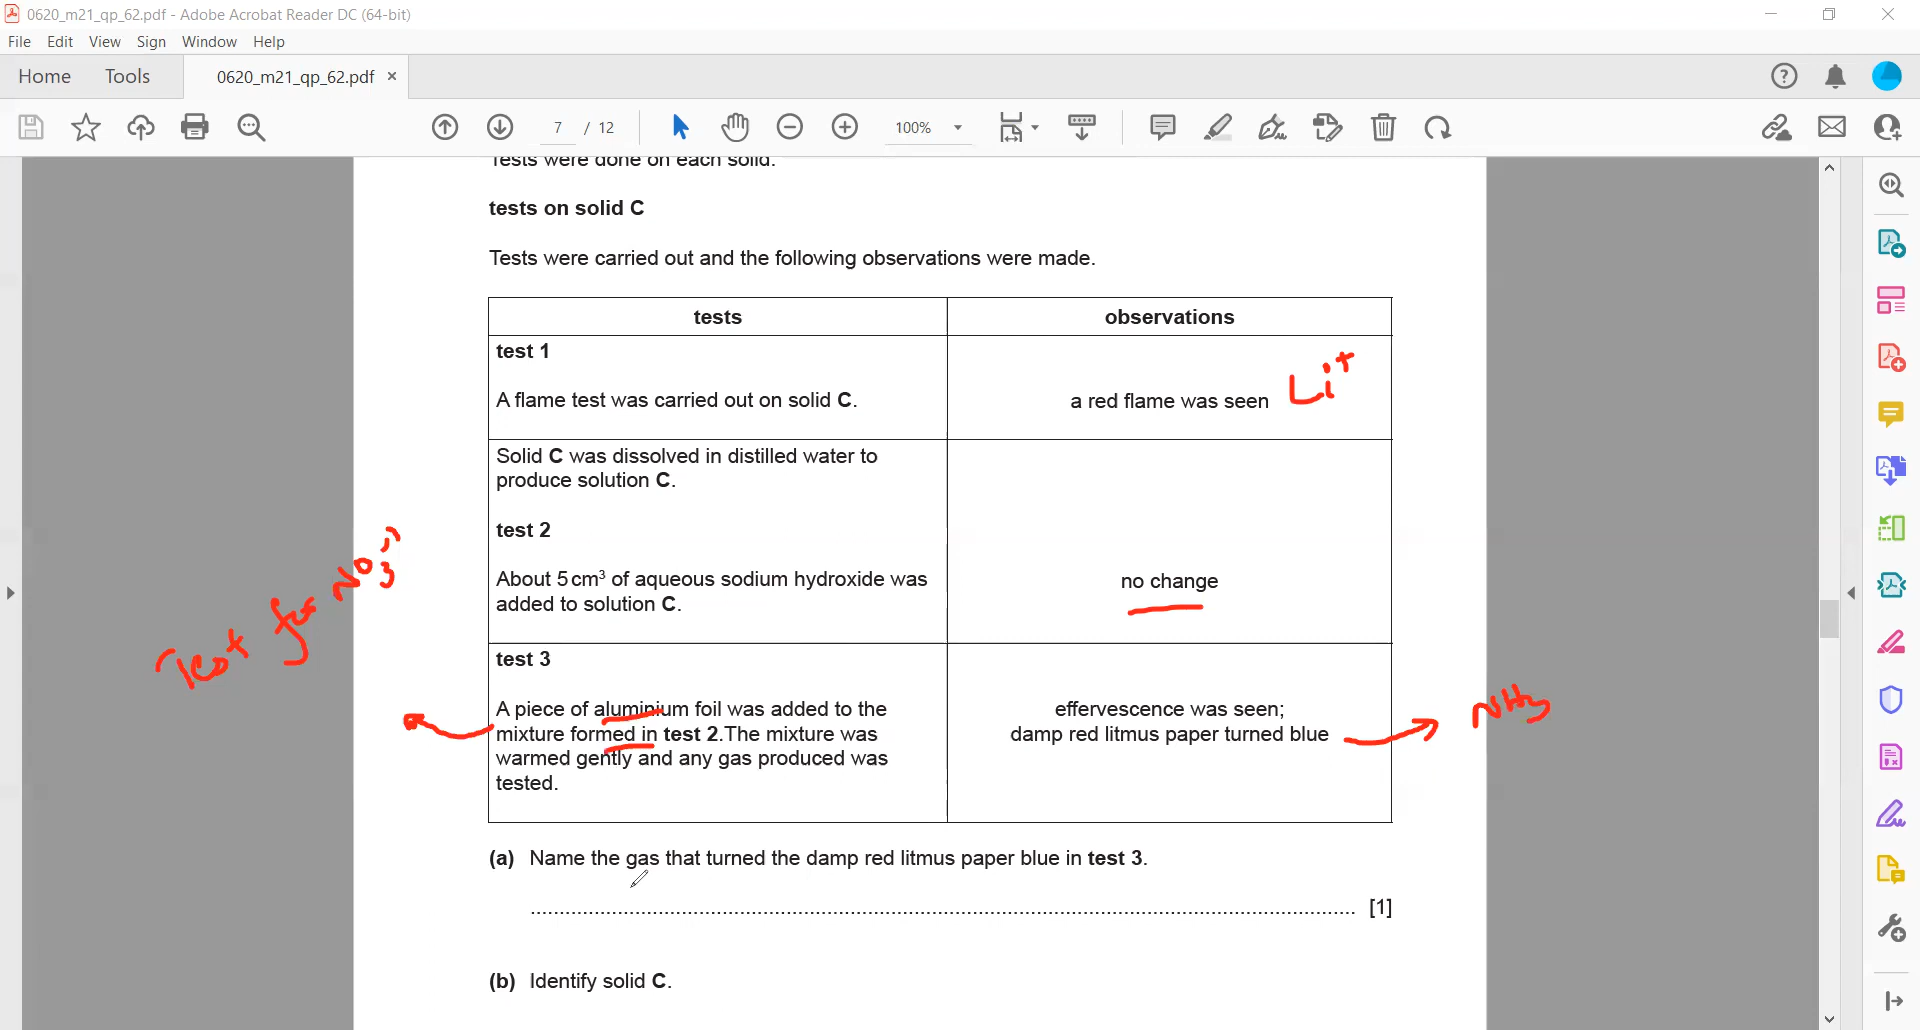 0620_m21_qp_62.pdf - Adobe Acrobat Reader DC (64-bit)
File Edit View Sign Window Help
Home Tools 0620_m21_qp_62.pdf ×
7 / 12 100%
Tests were done on each solid.
tests on solid C
Tests were carried out and the following observations were made.
tests observations
test 1
A flame test was carried out on solid C.
a red flame was seen
Li+
Solid C was dissolved in distilled water to
produce solution C.
test 2
About 5 cm³ of aqueous sodium hydroxide was
added to solution C.
no change
Test for NO3
test 3
A piece of aluminium foil was added to the
mixture formed in test 2.The mixture was
warmed gently and any gas produced was
tested.
effervescence was seen;
damp red litmus paper turned blue
NH3
(a) Name the gas that turned the damp red litmus paper blue in test 3.
.......................................................................................................................................... [1]
(b) Identify solid C.